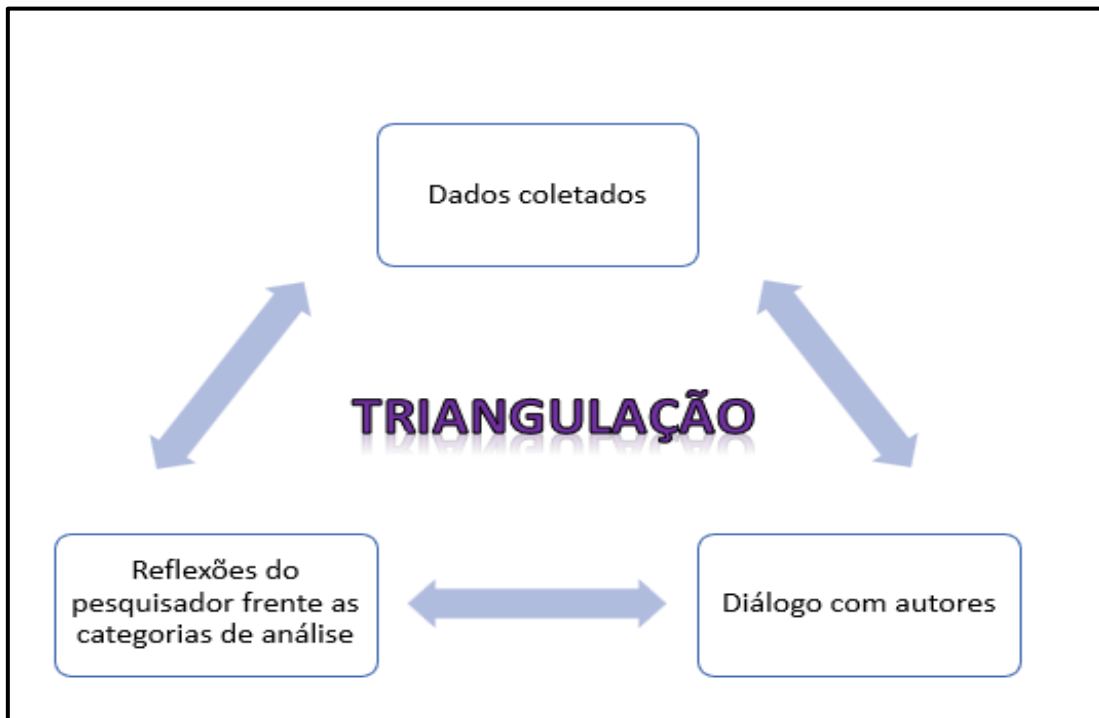 Dados coletados
TRIANGULAÇÃO
Reflexões do
pesquisador frente as
categorias de análise
Diálogo com autores